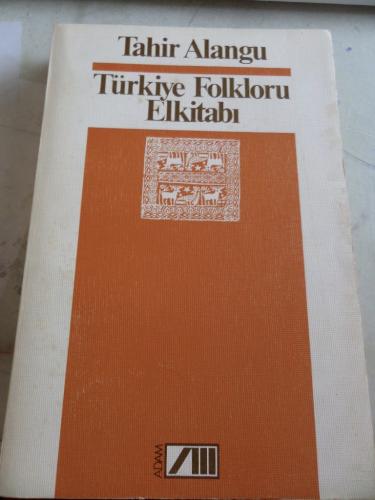 Tahir Alangu
Türkiye Folkloru
Elkitabı
ADAM